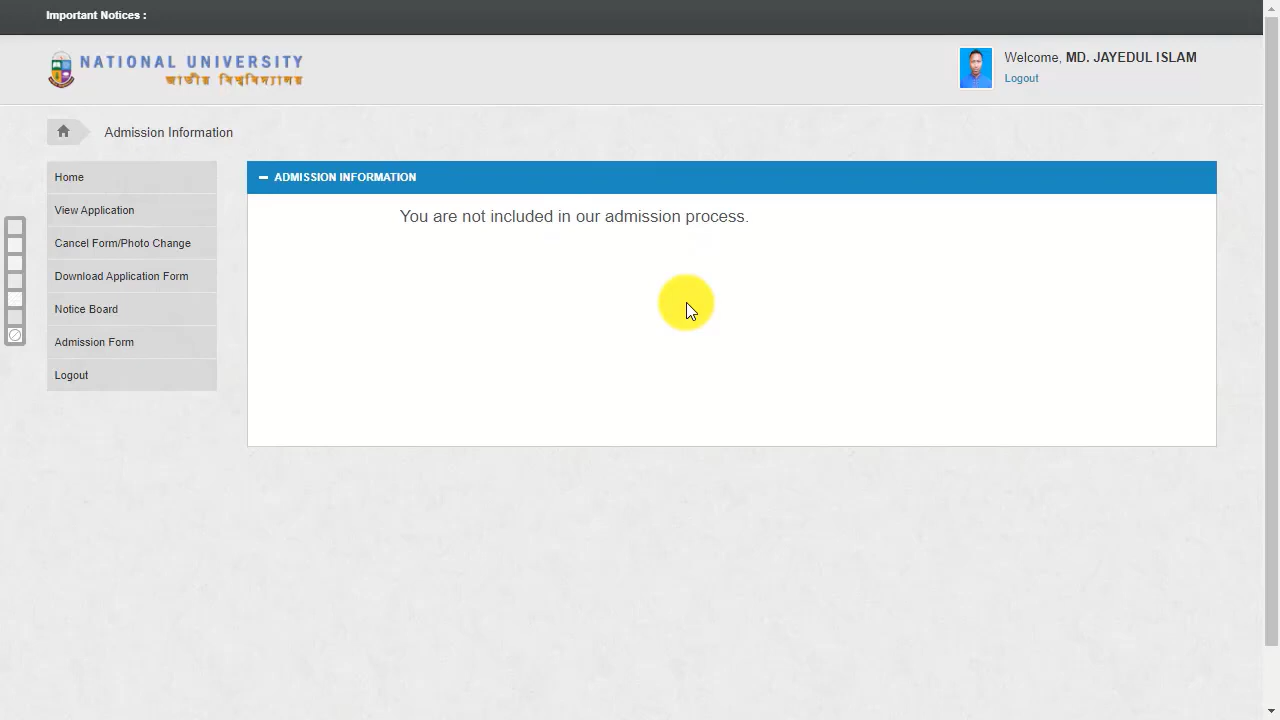 Important Notices :
NATIONAL UNIVERSITY
জাতীয় বিশ্ববিদ্যালয়
Welcome, MD. JAYEDUL ISLAM
Logout
Admission Information
Home
View Application
Cancel Form/Photo Change
Download Application Form
Notice Board
Admission Form
Logout
ADMISSION INFORMATION
You are not included in our admission process.